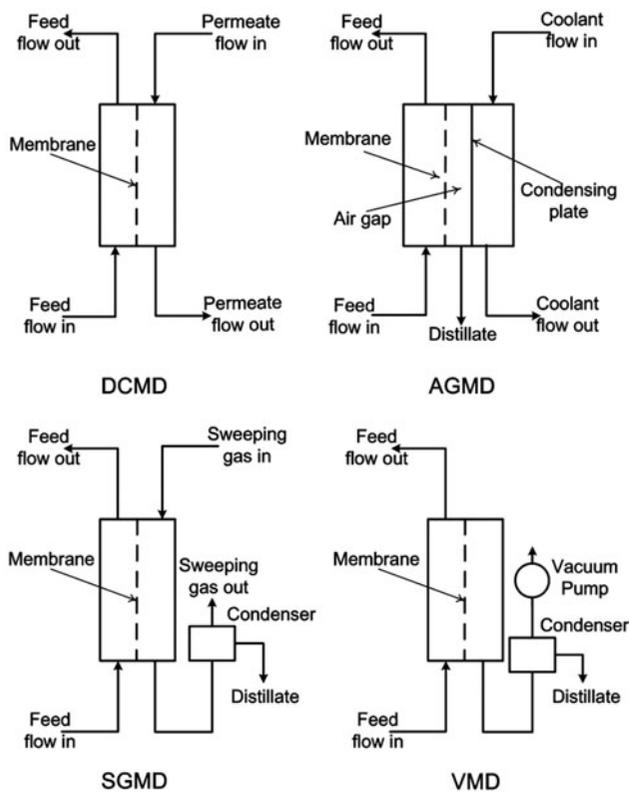 Feed
flow out
Permeate
flow in
Membrane
Feed
flow in
Permeate
flow out
DCMD
Feed
flow out
Coolant
flow in
Membrane
Air gap
Condensing
plate
Feed
flow in
Distillate
Coolant
flow out
AGMD
Feed
flow out
Sweeping
gas in
Membrane
Sweeping
gas out
Condenser
Feed
flow in
Distillate
SGMD
Feed
flow out
Membrane
Vacuum
Pump
Condenser
Feed
flow in
Distillate
VMD